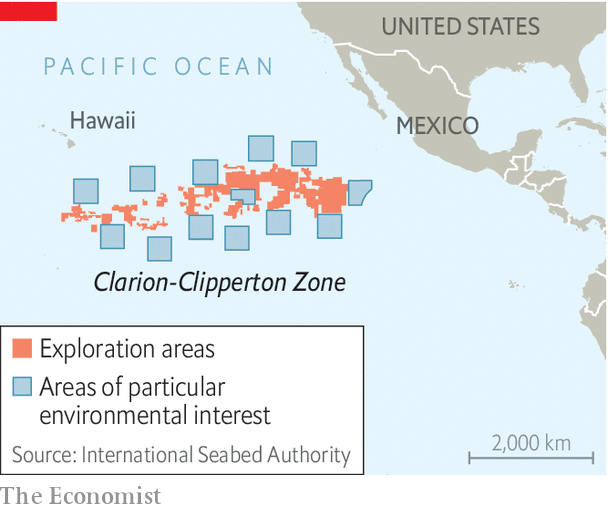 UNITED STATES
PACIFIC OCEAN
Hawaii
MEXICO
Clarion-Clipperton Zone
Exploration areas
Areas of particular
environmental interest
Source: International Seabed Authority
2,000 km
The Economist